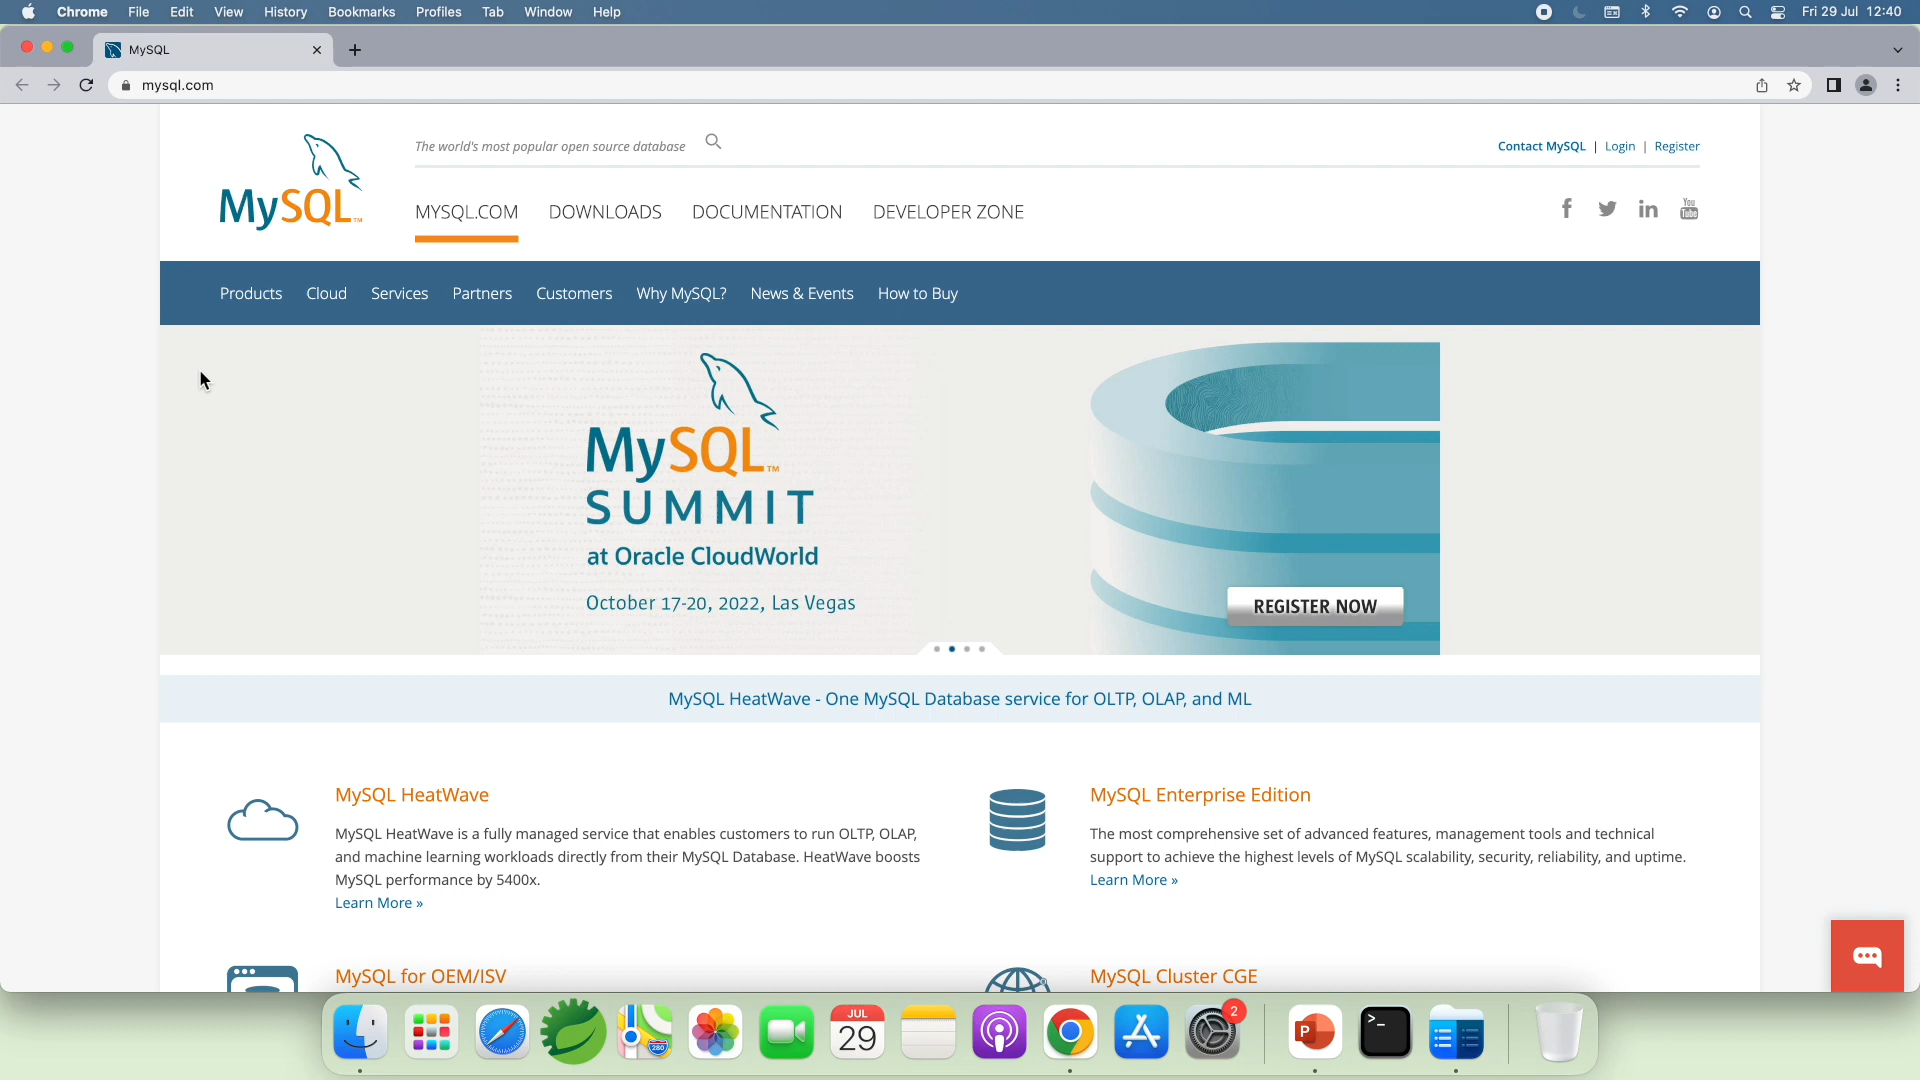 Chrome File Edit View History Bookmarks Profiles Tab Window Help Fri 29 Jul 12:40
MySQL
mysql.com
MySQL™
The world's most popular open source database
Contact MySQL | Login | Register
MYSQL.COM DOWNLOADS DOCUMENTATION DEVELOPER ZONE
You
Tube
Products Cloud Services Partners Customers Why MySQL? News & Events How to Buy
MySQL™
SUMMIT
at Oracle CloudWorld
October 17-20, 2022, Las Vegas
REGISTER NOW
MySQL HeatWave - One MySQL Database service for OLTP, OLAP, and ML
MySQL HeatWave
MySQL HeatWave is a fully managed service that enables customers to run OLTP, OLAP,
and machine learning workloads directly from their MySQL Database. HeatWave boosts
MySQL performance by 5400x.
Learn More »
MySQL Enterprise Edition
The most comprehensive set of advanced features, management tools and technical
support to achieve the highest levels of MySQL scalability, security, reliability, and uptime.
Learn More »
MySQL for OEM/ISV
MySQL Cluster CGE
280
JUL
29
2
P
>_